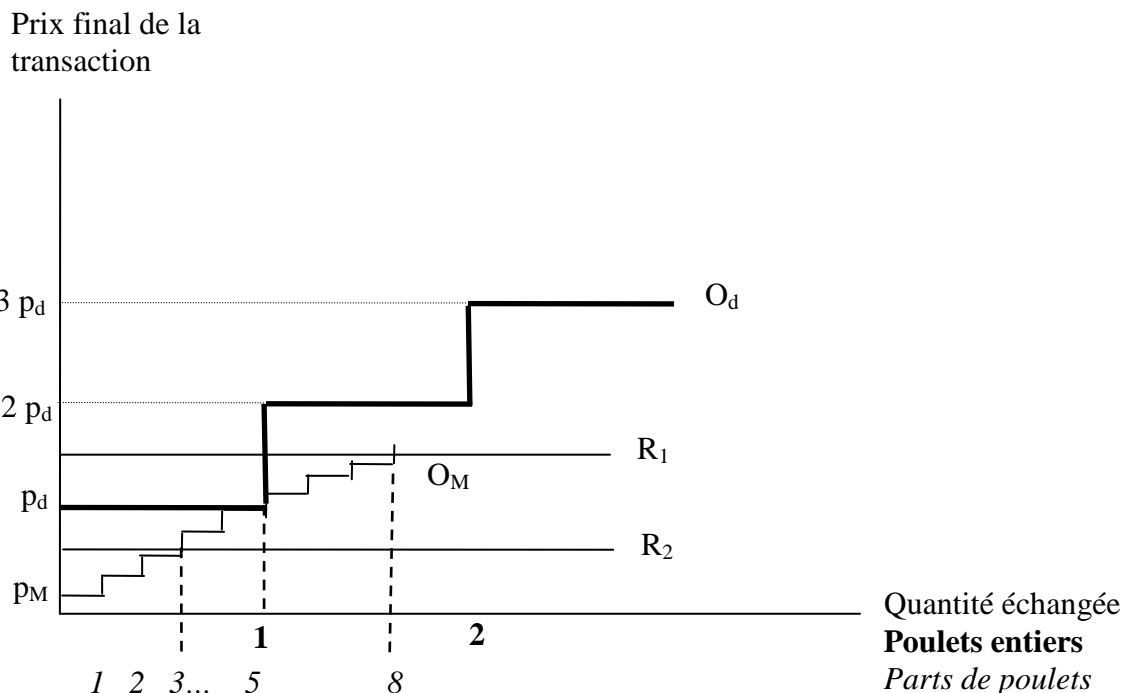 Prix final de la
transaction
3 pd
Od
2 pd
R1
OM
pd
R2
pM
Quantité échangée
1 2
Poulets entiers
1 2 3... 5 8
Parts de poulets